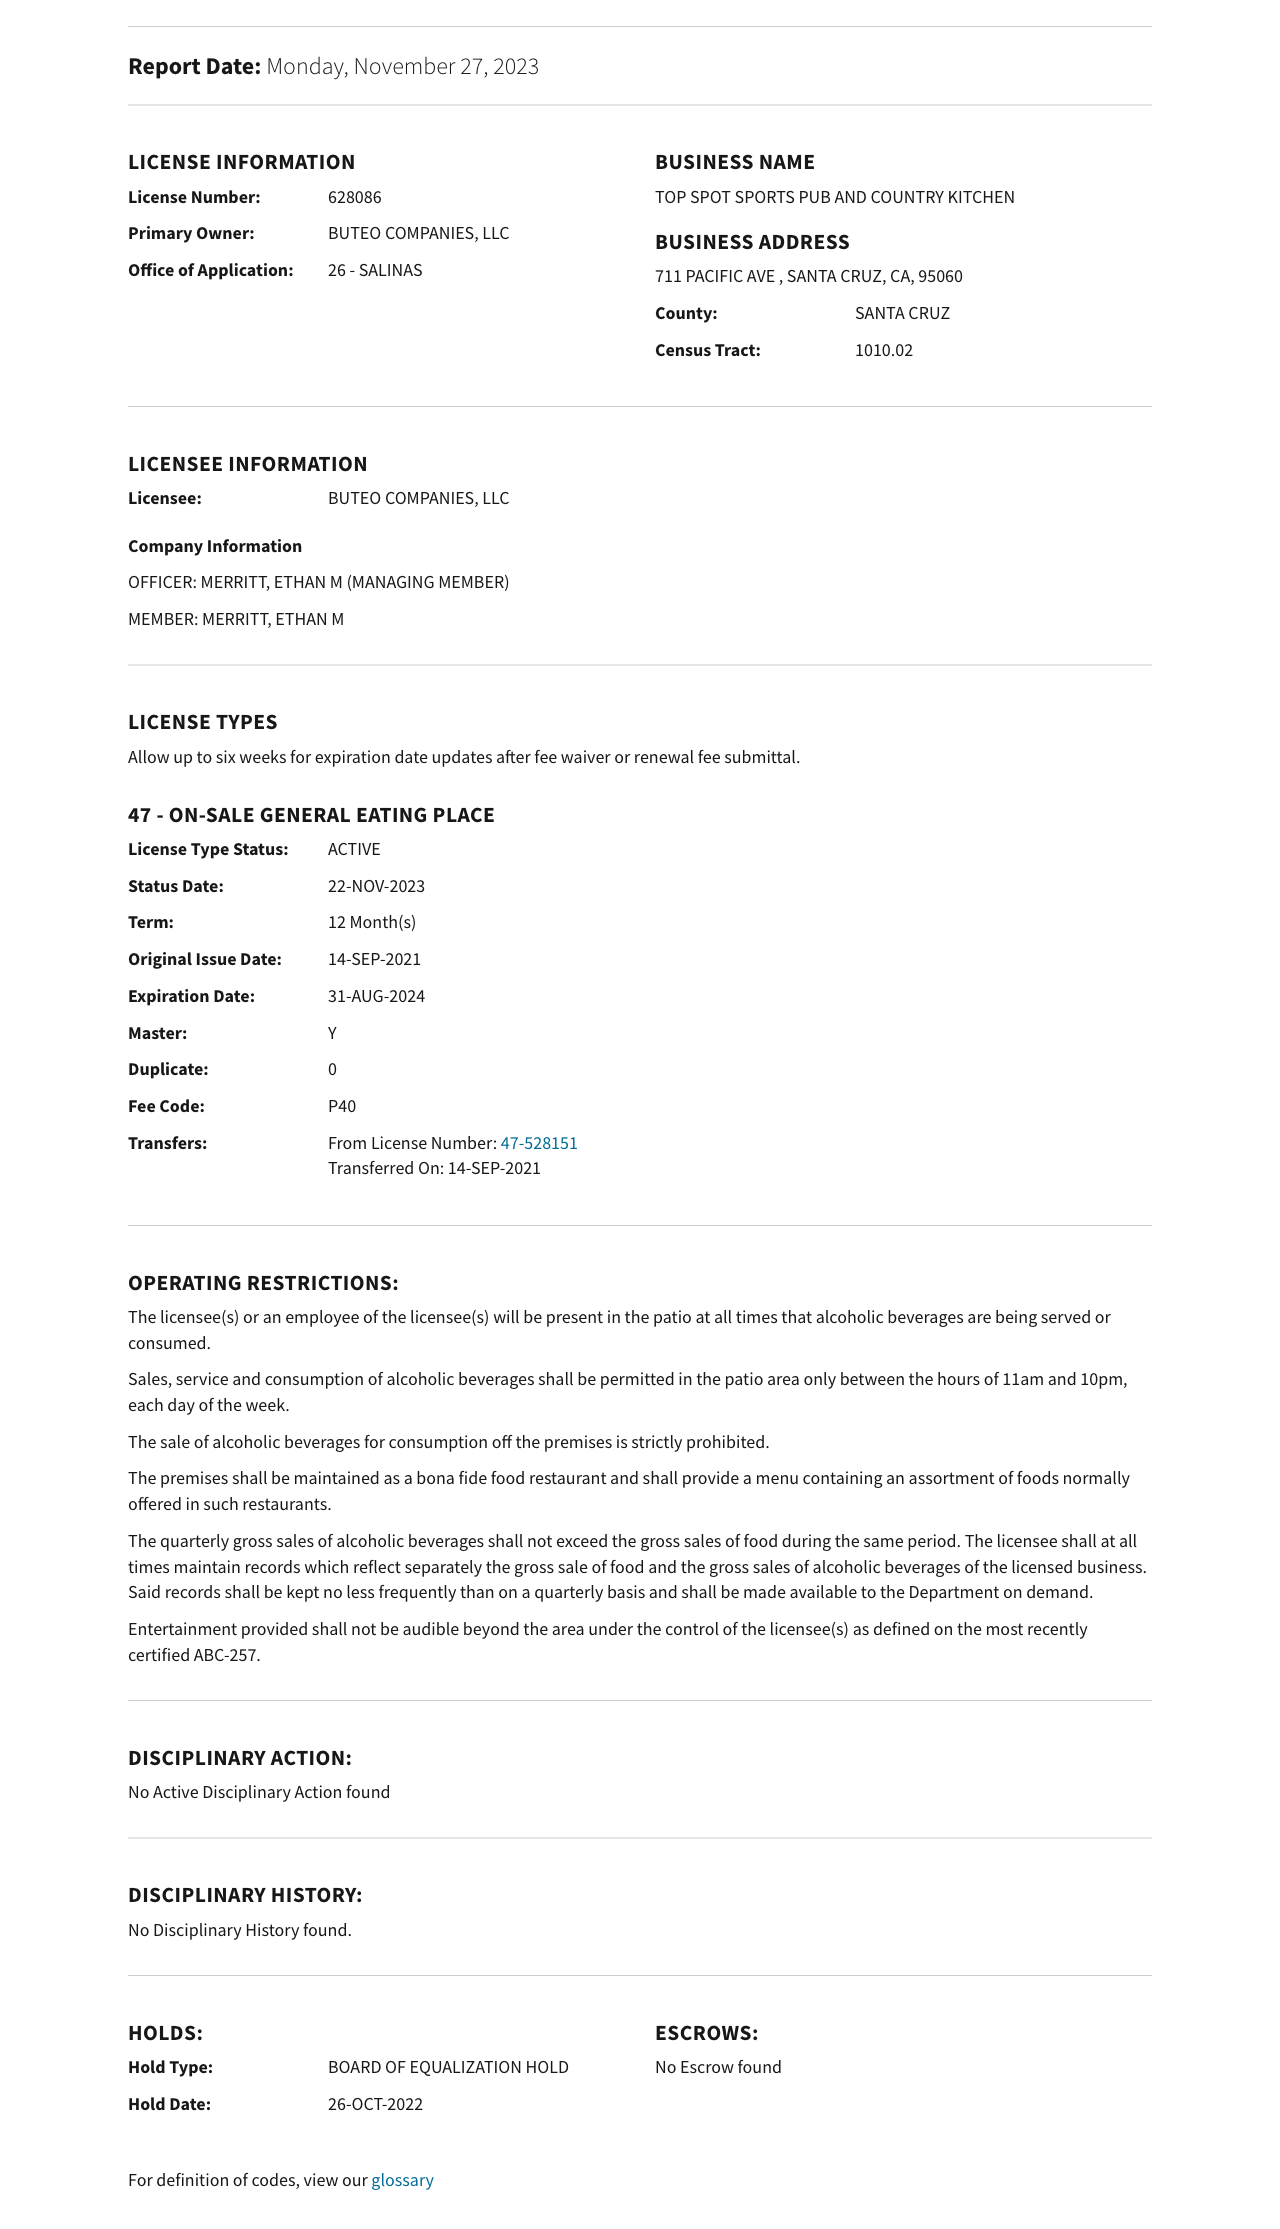 Report Date: Monday, November 27, 2023
LICENSE INFORMATION
License Number: 628086
Primary Owner: BUTEO COMPANIES, LLC
Office of Application: 26 - SALINAS
BUSINESS NAME
TOP SPOT SPORTS PUB AND COUNTRY KITCHEN
BUSINESS ADDRESS
711 PACIFIC AVE , SANTA CRUZ, CA, 95060
County: SANTA CRUZ
Census Tract: 1010.02
LICENSEE INFORMATION
Licensee: BUTEO COMPANIES, LLC
Company Information
OFFICER: MERRITT, ETHAN M (MANAGING MEMBER)
MEMBER: MERRITT, ETHAN M
LICENSE TYPES
Allow up to six weeks for expiration date updates after fee waiver or renewal fee submittal.
47 - ON-SALE GENERAL EATING PLACE
License Type Status: ACTIVE
Status Date: 22-NOV-2023
Term: 12 Month(s)
Original Issue Date: 14-SEP-2021
Expiration Date: 31-AUG-2024
Master: Y
Duplicate: 0
Fee Code: P40
Transfers: From License Number: 47-528151
Transferred On: 14-SEP-2021
OPERATING RESTRICTIONS:
The licensee(s) or an employee of the licensee(s) will be present in the patio at all times that alcoholic beverages are being served or
consumed.
Sales, service and consumption of alcoholic beverages shall be permitted in the patio area only between the hours of 11am and 10pm,
each day of the week.
The sale of alcoholic beverages for consumption off the premises is strictly prohibited.
The premises shall be maintained as a bona fide food restaurant and shall provide a menu containing an assortment of foods normally
offered in such restaurants.
The quarterly gross sales of alcoholic beverages shall not exceed the gross sales of food during the same period. The licensee shall at all
times maintain records which reflect separately the gross sale of food and the gross sales of alcoholic beverages of the licensed business.
Said records shall be kept no less frequently than on a quarterly basis and shall be made available to the Department on demand.
Entertainment provided shall not be audible beyond the area under the control of the licensee(s) as defined on the most recently
certified ABC-257.
DISCIPLINARY ACTION:
No Active Disciplinary Action found
DISCIPLINARY HISTORY:
No Disciplinary History found.
HOLDS:
Hold Type: BOARD OF EQUALIZATION HOLD
Hold Date: 26-OCT-2022
ESCROWS:
No Escrow found
For definition of codes, view our glossary